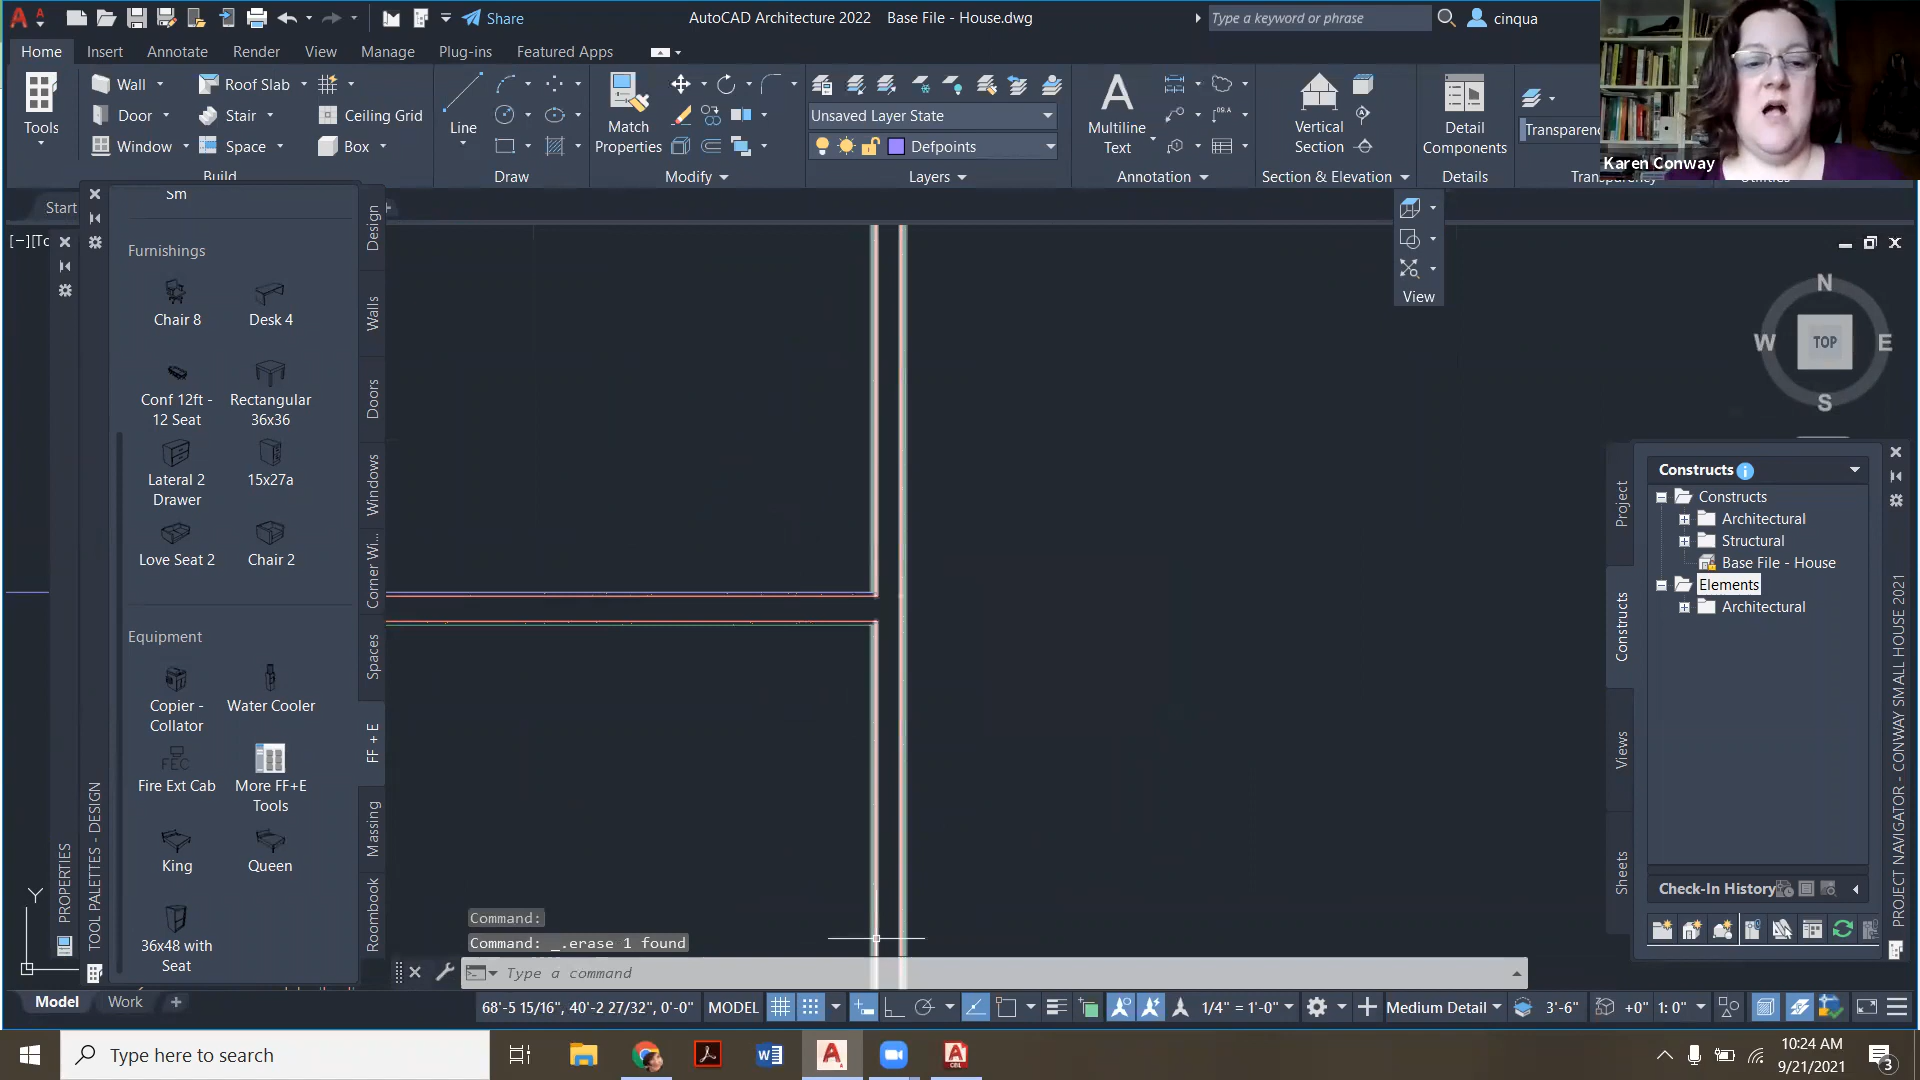 Share
AutoCAD Architecture 2022 Base File - House.dwg
Type a keyword or phrase
cinqua
Home Insert Annotate Render View Manage Plug-ins Featured Apps
Tools
Wall
Roof Slab
Door
Stair
Ceiling Grid
Window
Space
Box
Build
Line
Draw
Match
Properties
Modify
Unsaved Layer State
Defpoints
Layers
Multiline
Text
Annotation
Vertical
Section
Section & Elevation
Detail
Components
Details
Karen Conway
Start
Sm
Furnishings
Chair 8
Desk 4
Conf 12ft -
12 Seat
Rectangular
36x36
Lateral 2
Drawer
15x27a
Love Seat 2
Chair 2
Equipment
Copier -
Collator
Water Cooler
Fire Ext Cab
FEC
More FF+E
Tools
King
Queen
36x48 with
Seat
Design
Walls
Doors
Windows
Corner Wi...
Spaces
FF + E
Massing
Roombook
PROPERTIES
TOOL PALETTES - DESIGN
View
N
W
TOP
E
S
Project
Constructs
Views
Sheets
Constructs
Constructs
Architectural
Structural
Base File - House
Elements
Architectural
Check-In History
PROJECT NAVIGATOR - CONWAY SMALL HOUSE 2021
Y
Command:
Command: _.erase 1 found
Type a command
Model Work
68'-5 15/16", 40'-2 27/32", 0'-0" MODEL
1/4" = 1'-0"
Medium Detail
3'-6"
+0"
1: 0"
Type here to search
10:24 AM
9/21/2021
3